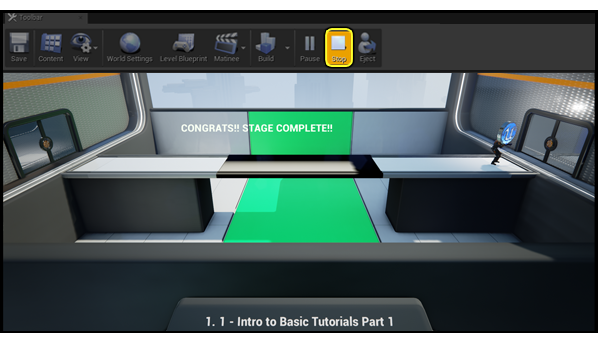 Toolbar
Save Content View World Settings Level Blueprint Matinee Build Pause Stop Eject
CONGRATS!! STAGE COMPLETE!!
1. 1 - Intro to Basic Tutorials Part 1